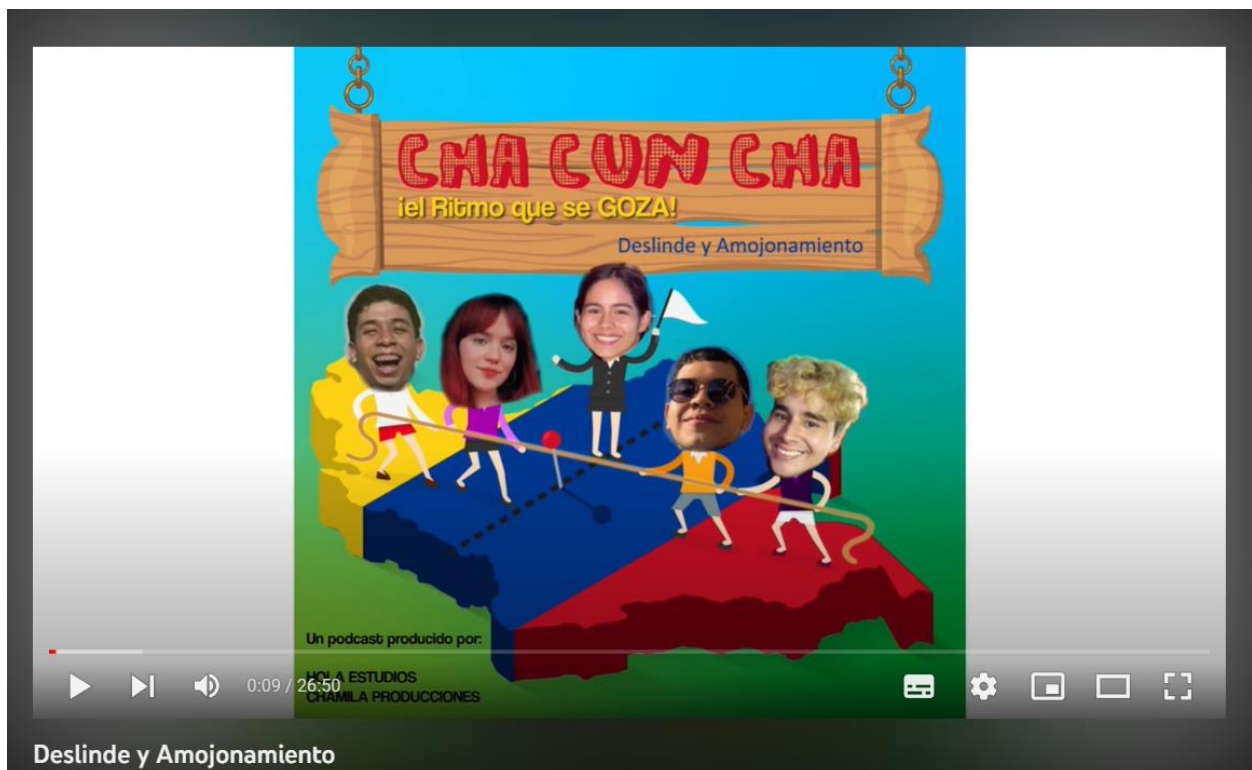 CHA CUN CHA
¡el Ritmo que se GOZA!
Deslinde y Amojonamiento
Un podcast producido por:
HOLA ESTUDIOS
CHAMILA PRODUCCIONES
0:09 / 26:50
Deslinde y Amojonamiento